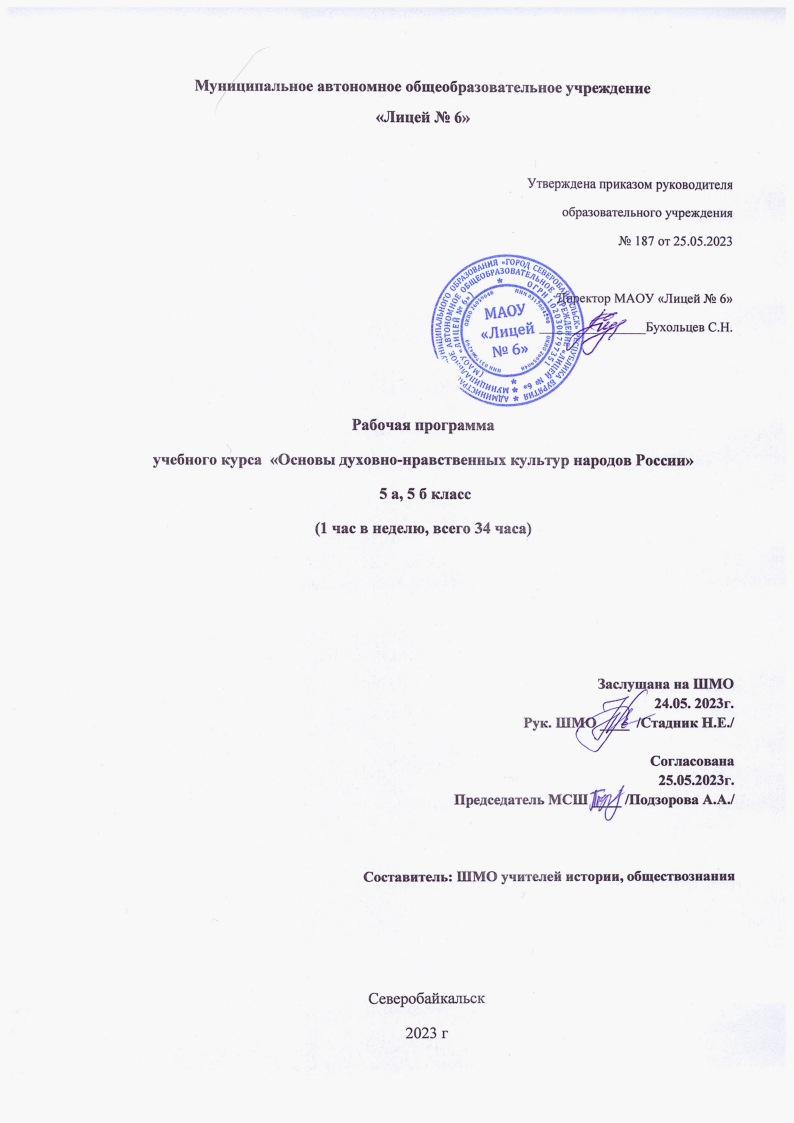 Муниципальное автономное общеобразовательное учреждение
«Лицей № 6»
Утверждена приказом руководителя
образовательного учреждения
№ 187 от 25.05.2023
Директор МАОУ «Лицей № 6»
Бухольцев С.Н.
МАОУ
«Лицей
№ 6»
Рабочая программа
учебного курса «Основы духовно-нравственных культур народов России»
5 а, 5 б класс
(1 час в неделю, всего 34 часа)
Заслушана на ШМО
24.05. 2023г.
Рук. ШМО ____ /Стадник Н.Е./
Согласована
25.05.2023г.
Председатель МСШ ____ /Подзорова А.А./
Составитель: ШМО учителей истории, обществознания
Северобайкальск
2023 г